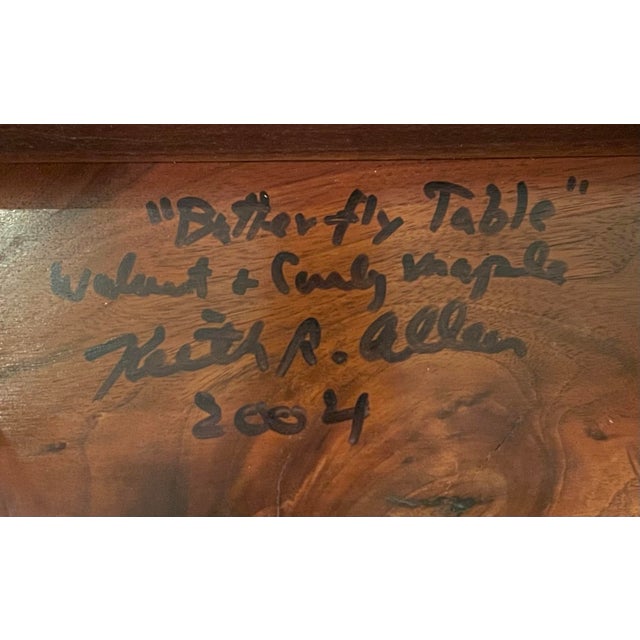 "Butterfly Table"
Walnut + Curly Maple
Keith R. Allen
2004